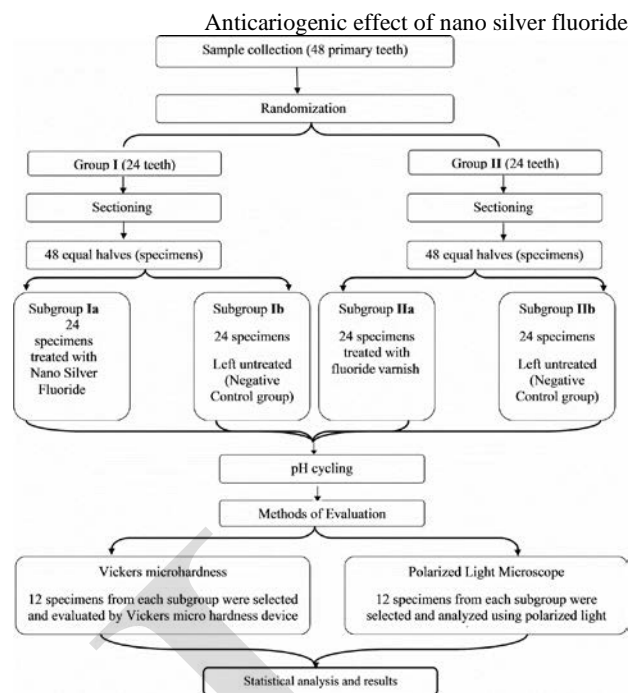 Anticariogenic effect of nano silver fluoride
Sample collection (48 primary teeth)
Randomization
Group I (24 teeth)
Group II (24 teeth)
Sectioning
Sectioning
48 equal halves (specimens)
48 equal halves (specimens)
Subgroup Ia
24
specimens
treated with
Nano Silver
Fluoride
Subgroup Ib
24 specimens
Left untreated
(Negative
Control group)
Subgroup IIa
24 specimens
treated with
fluoride varnish
Subgroup IIb
24 specimens
Left untreated
(Negative
Control group)
pH cycling
Methods of Evaluation
Vickers microhardness
12 specimens from each subgroup were selected
and evaluated by Vickers micro hardness device
Polarized Light Microscope
12 specimens from each subgroup were
selected and analyzed using polarized light
Statistical analysis and results